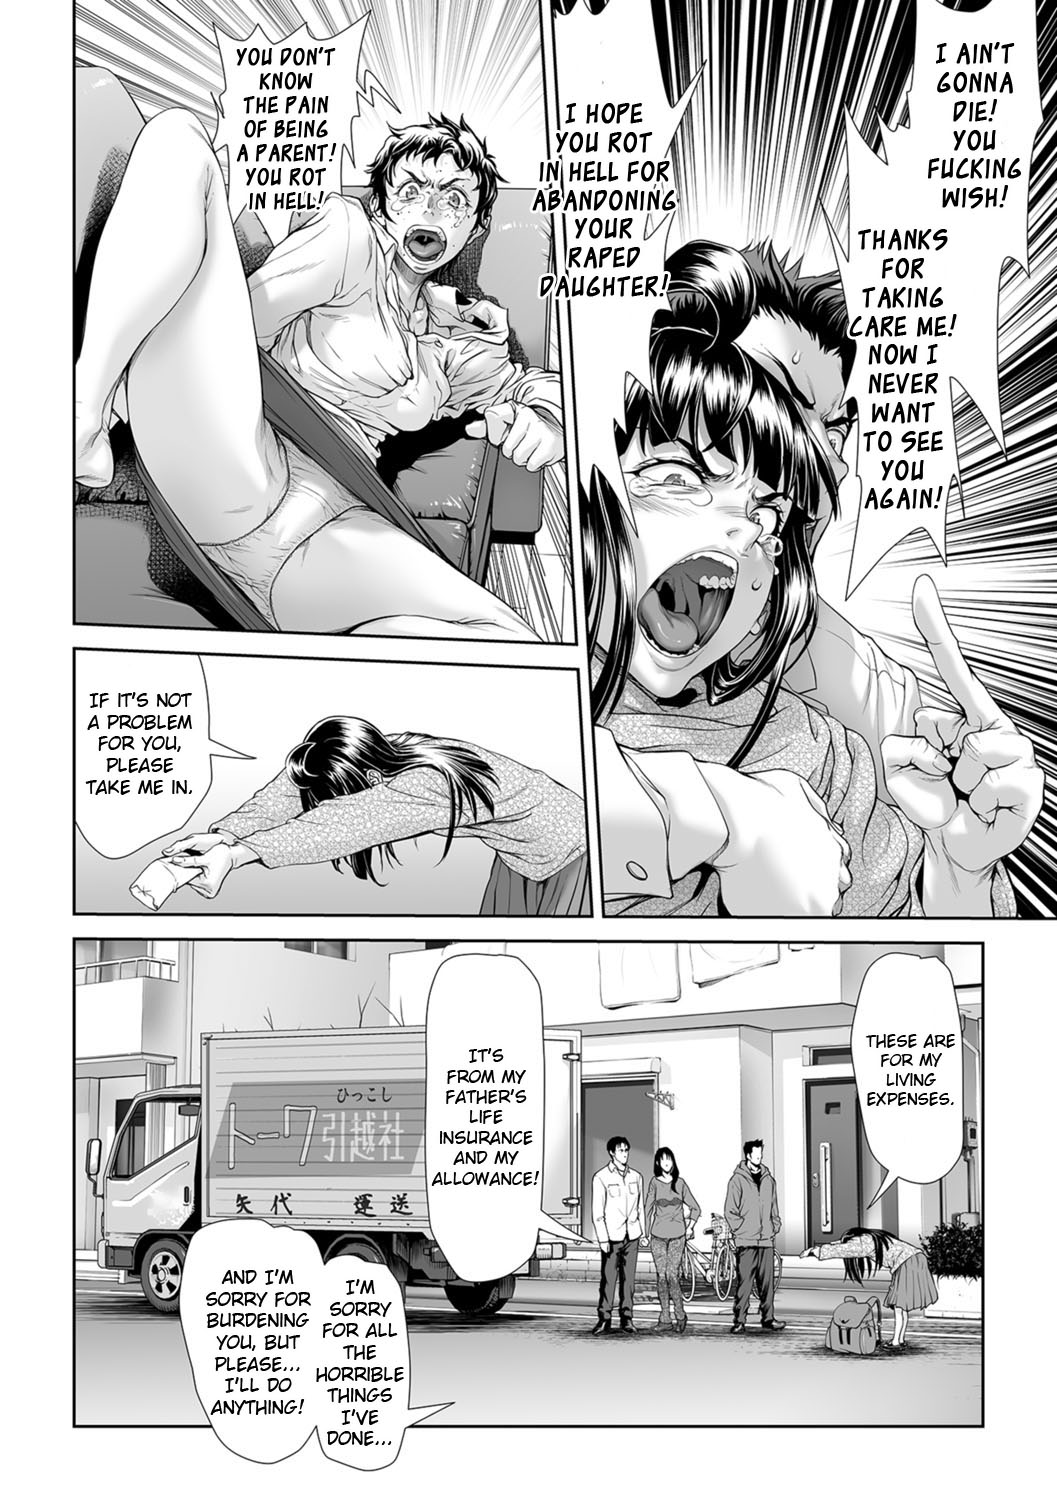 I AIN'T
GONNA
DIE!
YOU
FUCKING
WISH!
THANKS
FOR
TAKING
CARE ME!
NOW I
NEVER
WANT
TO SEE
YOU
AGAIN!
I HOPE
YOU ROT
IN HELL FOR
ABANDONING
YOUR
RAPED
DAUGHTER!
YOU DON'T
KNOW
THE PAIN
OF BEING
A PARENT!
YOU ROT
IN HELL!
IF IT'S NOT
A PROBLEM
FOR YOU,
PLEASE
TAKE ME IN.
THESE ARE
FOR MY
LIVING
EXPENSES.
IT'S
FROM MY
FATHER'S
LIFE
INSURANCE
AND MY
ALLOWANCE!
ひっこし
トーワ引越社
矢代 運送
I'M
SORRY
FOR ALL
THE
HORRIBLE
THINGS
I'VE
DONE...
AND I'M
SORRY FOR
BURDENING
YOU, BUT
PLEASE...
I'LL DO
ANYTHING!